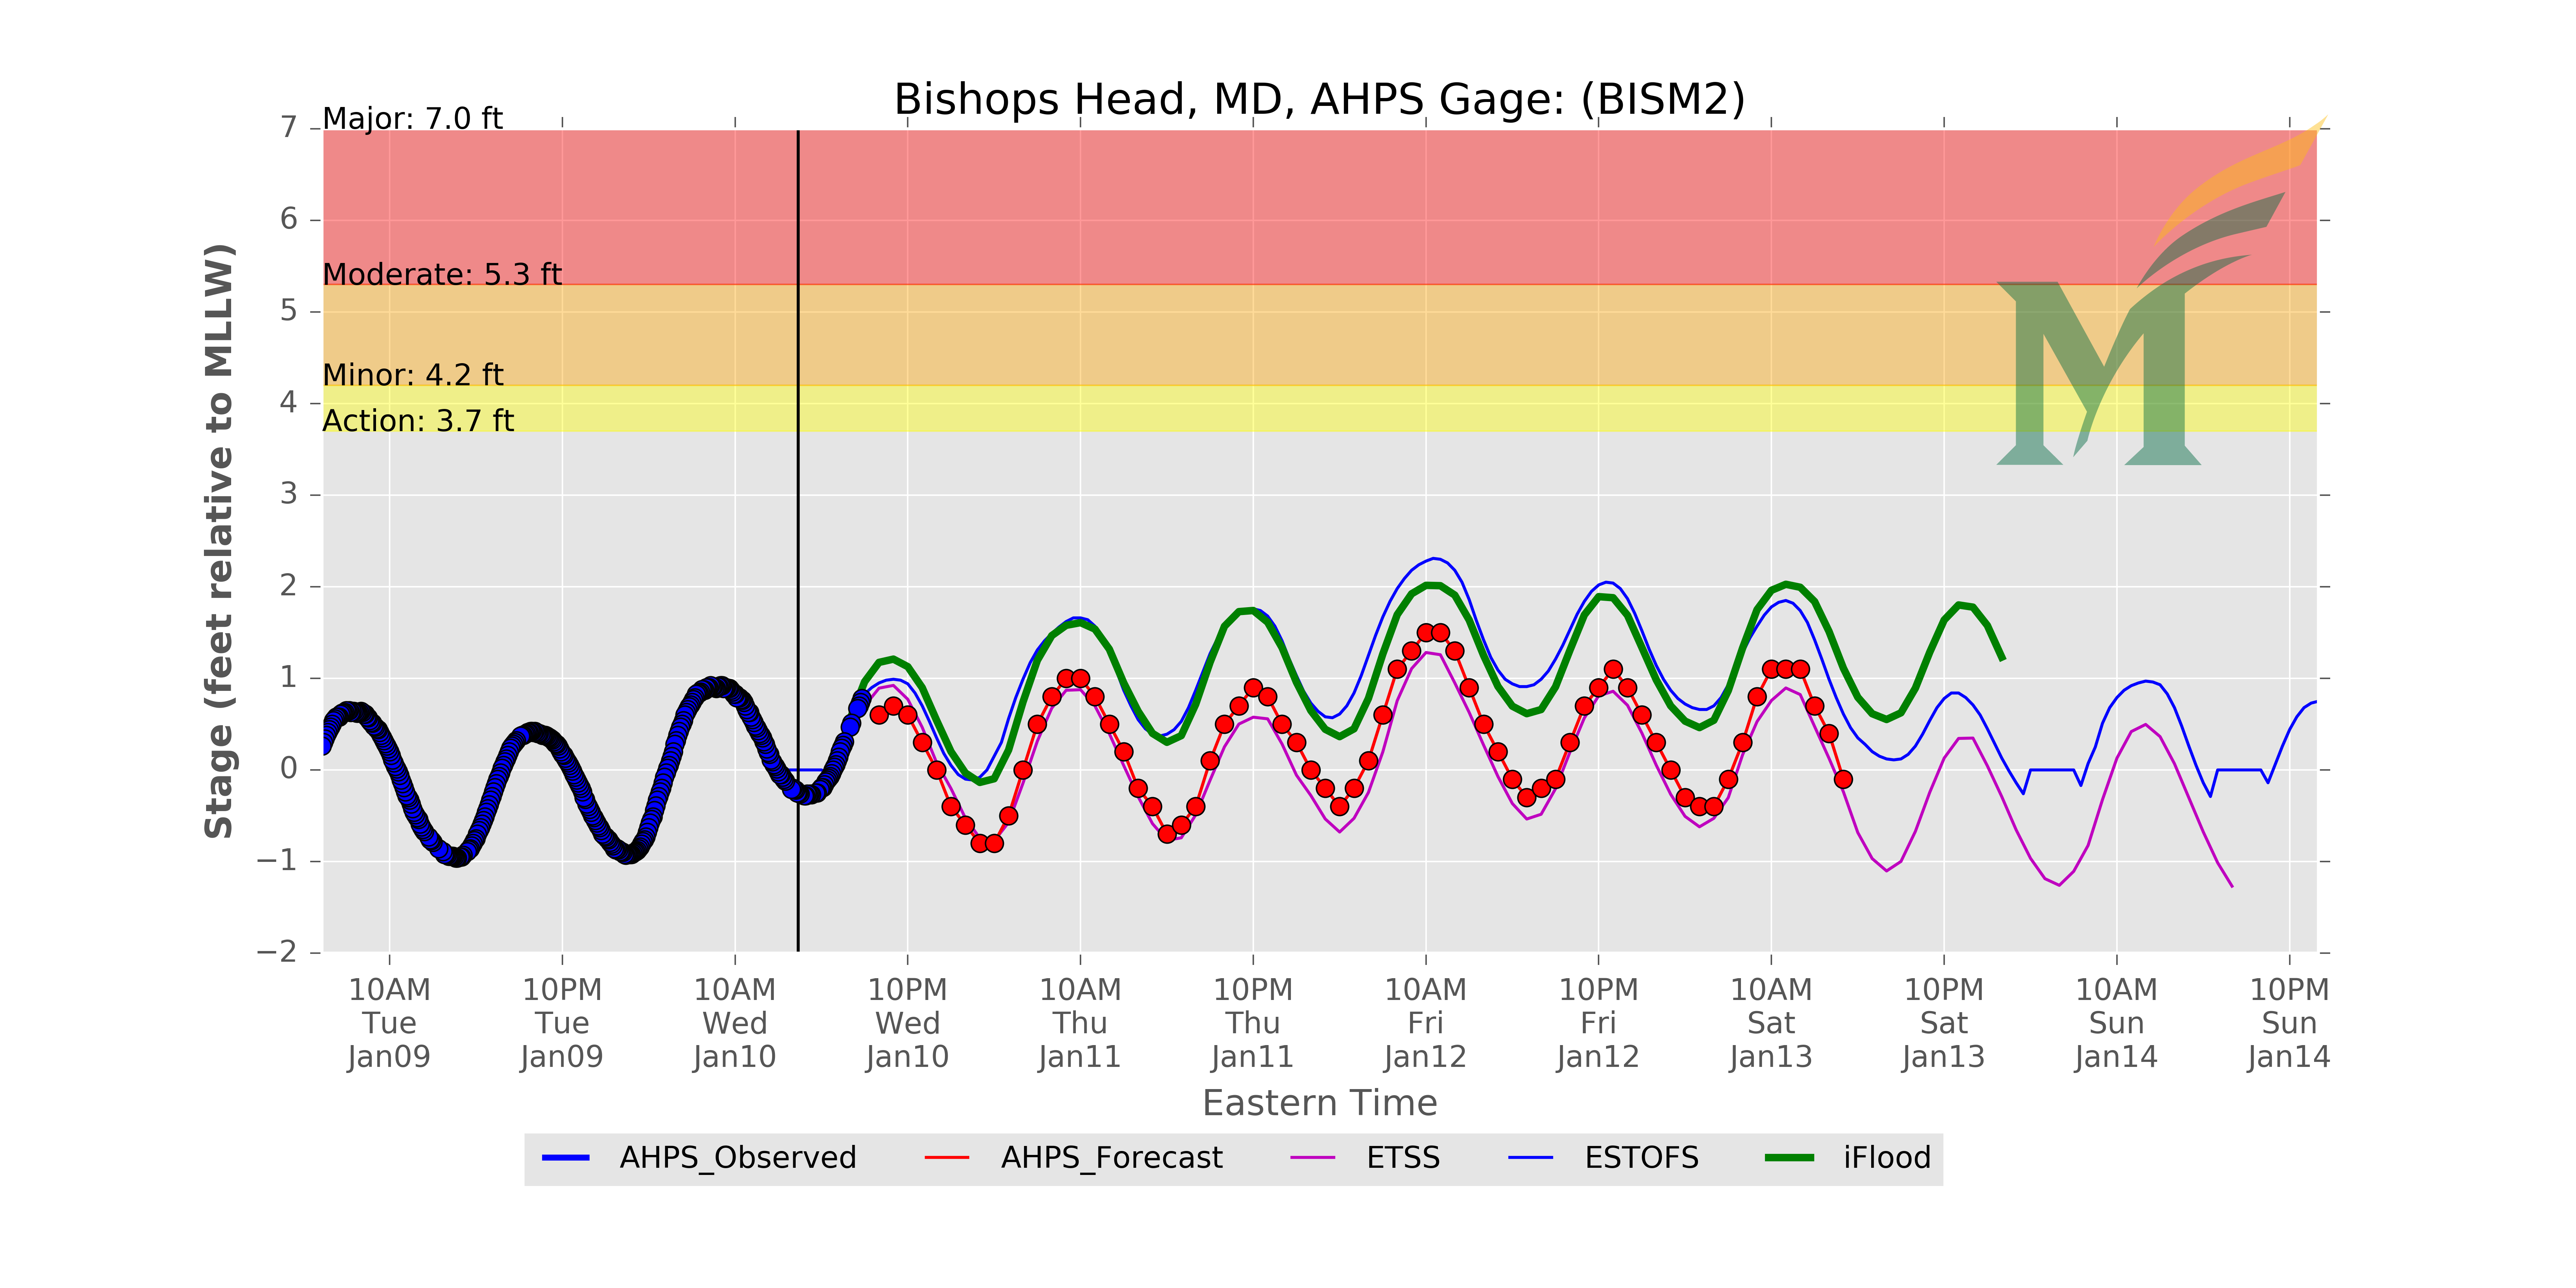 Bishops Head, MD, AHPS Gage: (BISM2)
Stage (feet relative to MLLW)
7
6
5
4
3
2
1
0
−1
−2
Major: 7.0 ft
Moderate: 5.3 ft
Minor: 4.2 ft
Action: 3.7 ft
10AM Tue Jan09
10PM Tue Jan09
10AM Wed Jan10
10PM Wed Jan10
10AM Thu Jan11
10PM Thu Jan11
10AM Fri Jan12
10PM Fri Jan12
10AM Sat Jan13
10PM Sat Jan13
10AM Sun Jan14
10PM Sun Jan14
Eastern Time
AHPS_Observed AHPS_Forecast ETSS ESTOFS iFlood